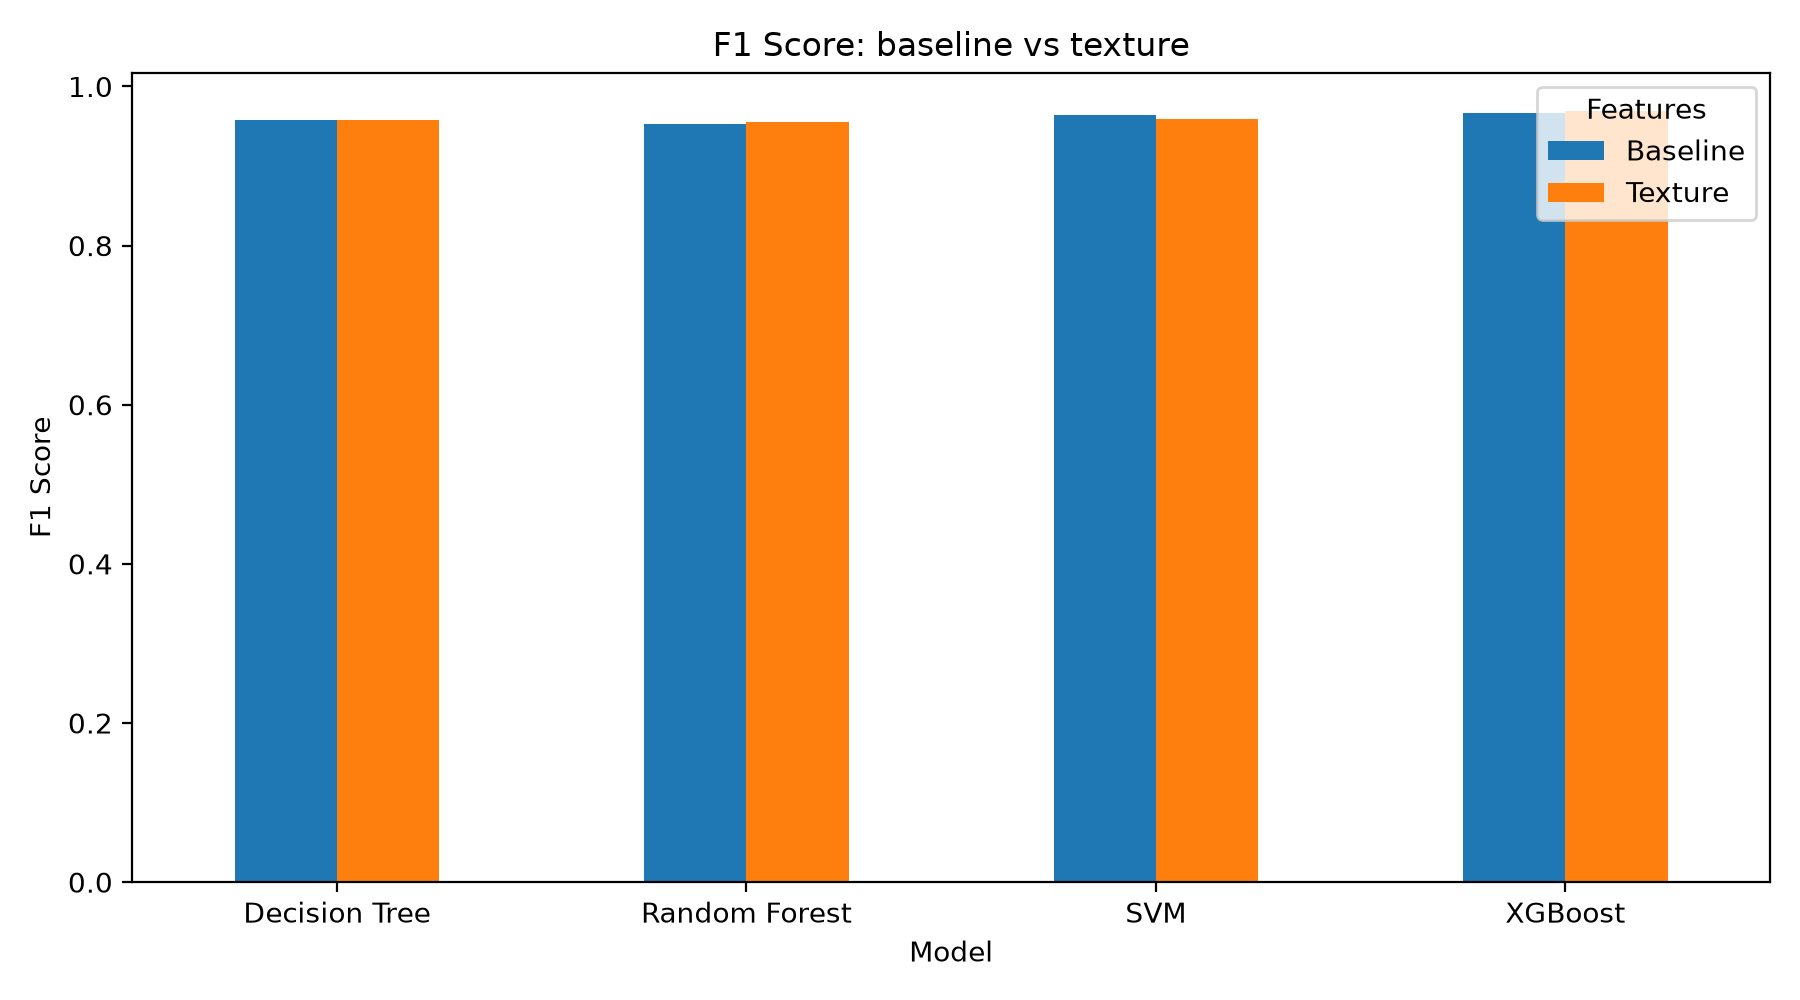 F1 Score: baseline vs texture
Features
Baseline
Texture
1.0
0.8
0.6
0.4
0.2
0.0
F1 Score
Decision Tree
Random Forest
SVM
XGBoost
Model